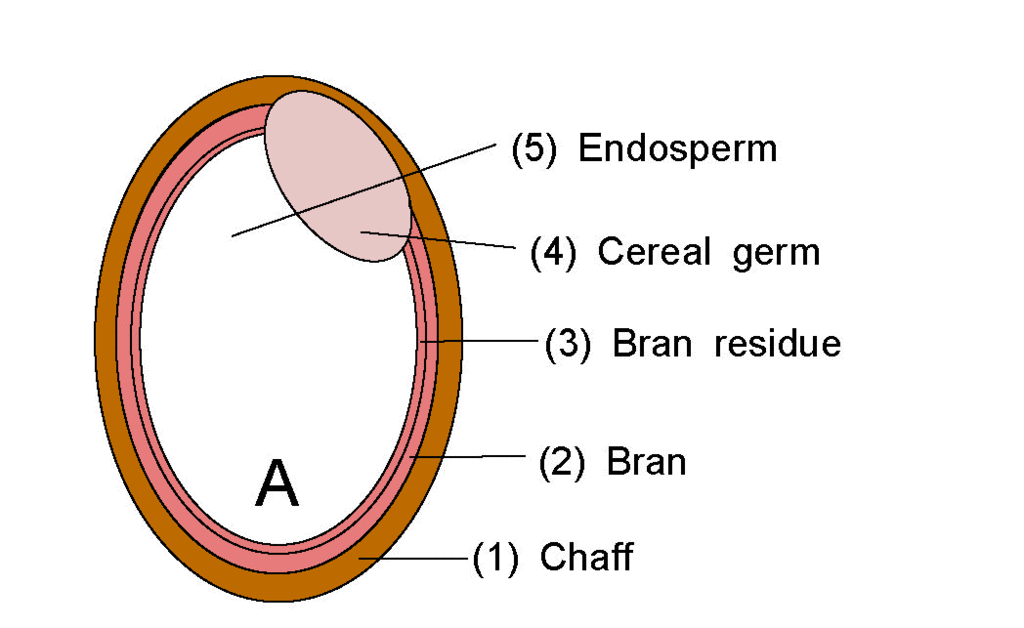 (5) Endosperm
(4) Cereal germ
(3) Bran residue
(2) Bran
A
(1) Chaff